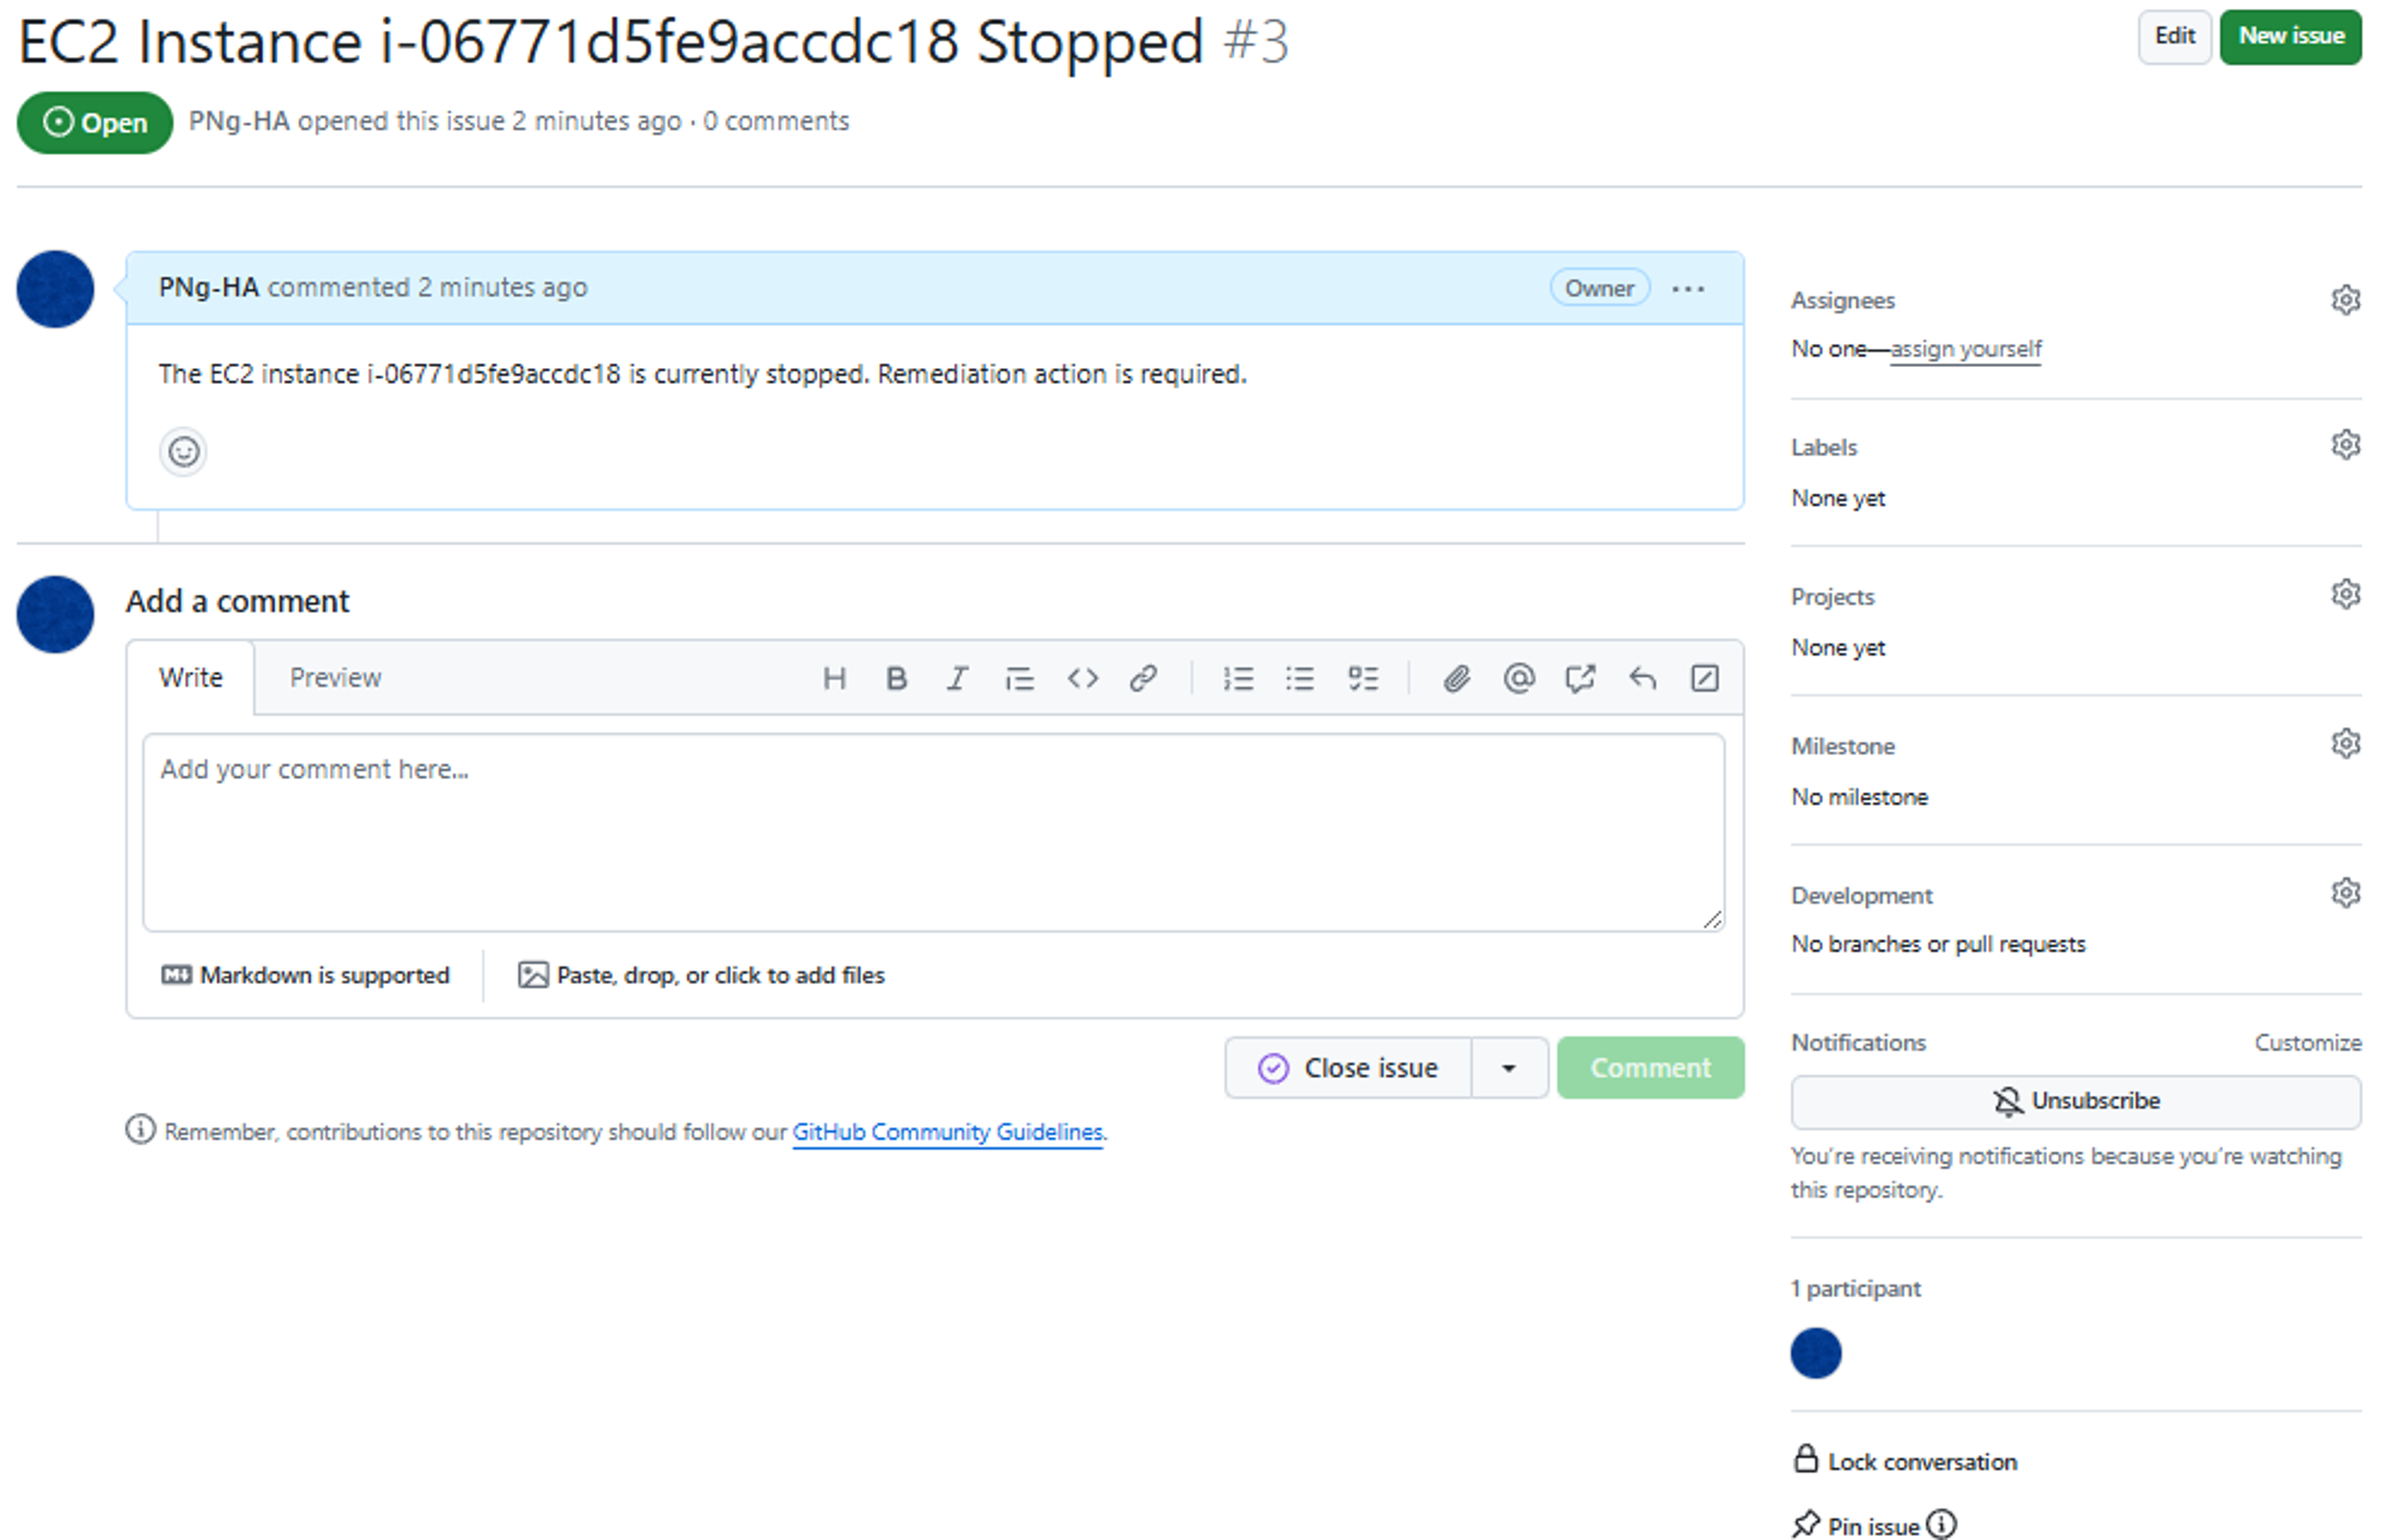 EC2 Instance i-06771d5fe9accdc18 Stopped #3
Edit
New issue
Open
PNg-HA opened this issue 2 minutes ago · 0 comments
PNg-HA commented 2 minutes ago
Owner
The EC2 instance i-06771d5fe9accdc18 is currently stopped. Remediation action is required.
Add a comment
Write
Preview
Add your comment here...
Markdown is supported
Paste, drop, or click to add files
Close issue
Comment
Remember, contributions to this repository should follow our GitHub Community Guidelines.
Assignees
No one—assign yourself
Labels
None yet
Projects
None yet
Milestone
No milestone
Development
No branches or pull requests
Notifications
Customize
Unsubscribe
You're receiving notifications because you're watching
this repository.
1 participant
Lock conversation
Pin issue